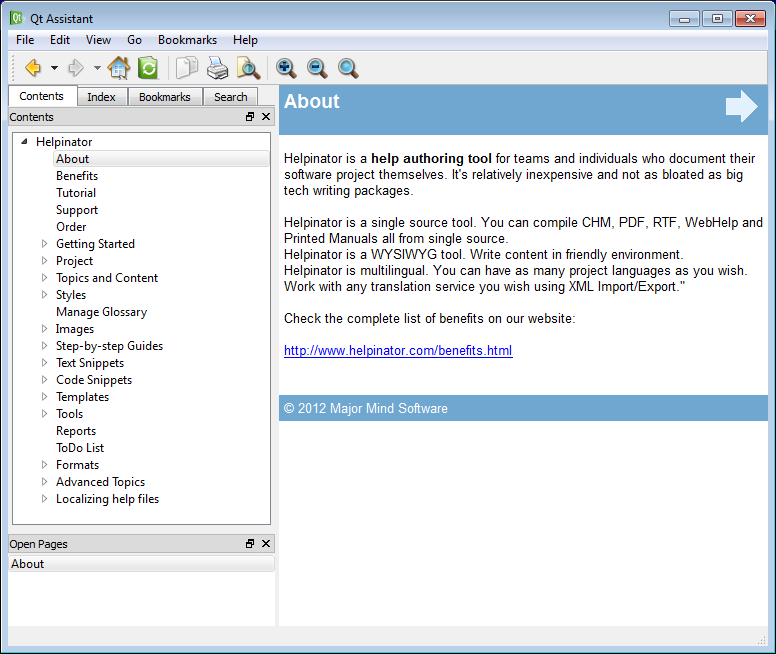 Qt Assistant
File Edit View Go Bookmarks Help
Contents Index Bookmarks Search
Contents
Helpinator
About
Benefits
Tutorial
Support
Order
Getting Started
Project
Topics and Content
Styles
Manage Glossary
Images
Step-by-step Guides
Text Snippets
Code Snippets
Templates
Tools
Reports
ToDo List
Formats
Advanced Topics
Localizing help files
Open Pages
About
About
Helpinator is a help authoring tool for teams and individuals who document their
software project themselves. It's relatively inexpensive and not as bloated as big
tech writing packages.
Helpinator is a single source tool. You can compile CHM, PDF, RTF, WebHelp and
Printed Manuals all from single source.
Helpinator is a WYSIWYG tool. Write content in friendly environment.
Helpinator is multilingual. You can have as many project languages as you wish.
Work with any translation service you wish using XML Import/Export."
Check the complete list of benefits on our website:
http://www.helpinator.com/benefits.html
© 2012 Major Mind Software